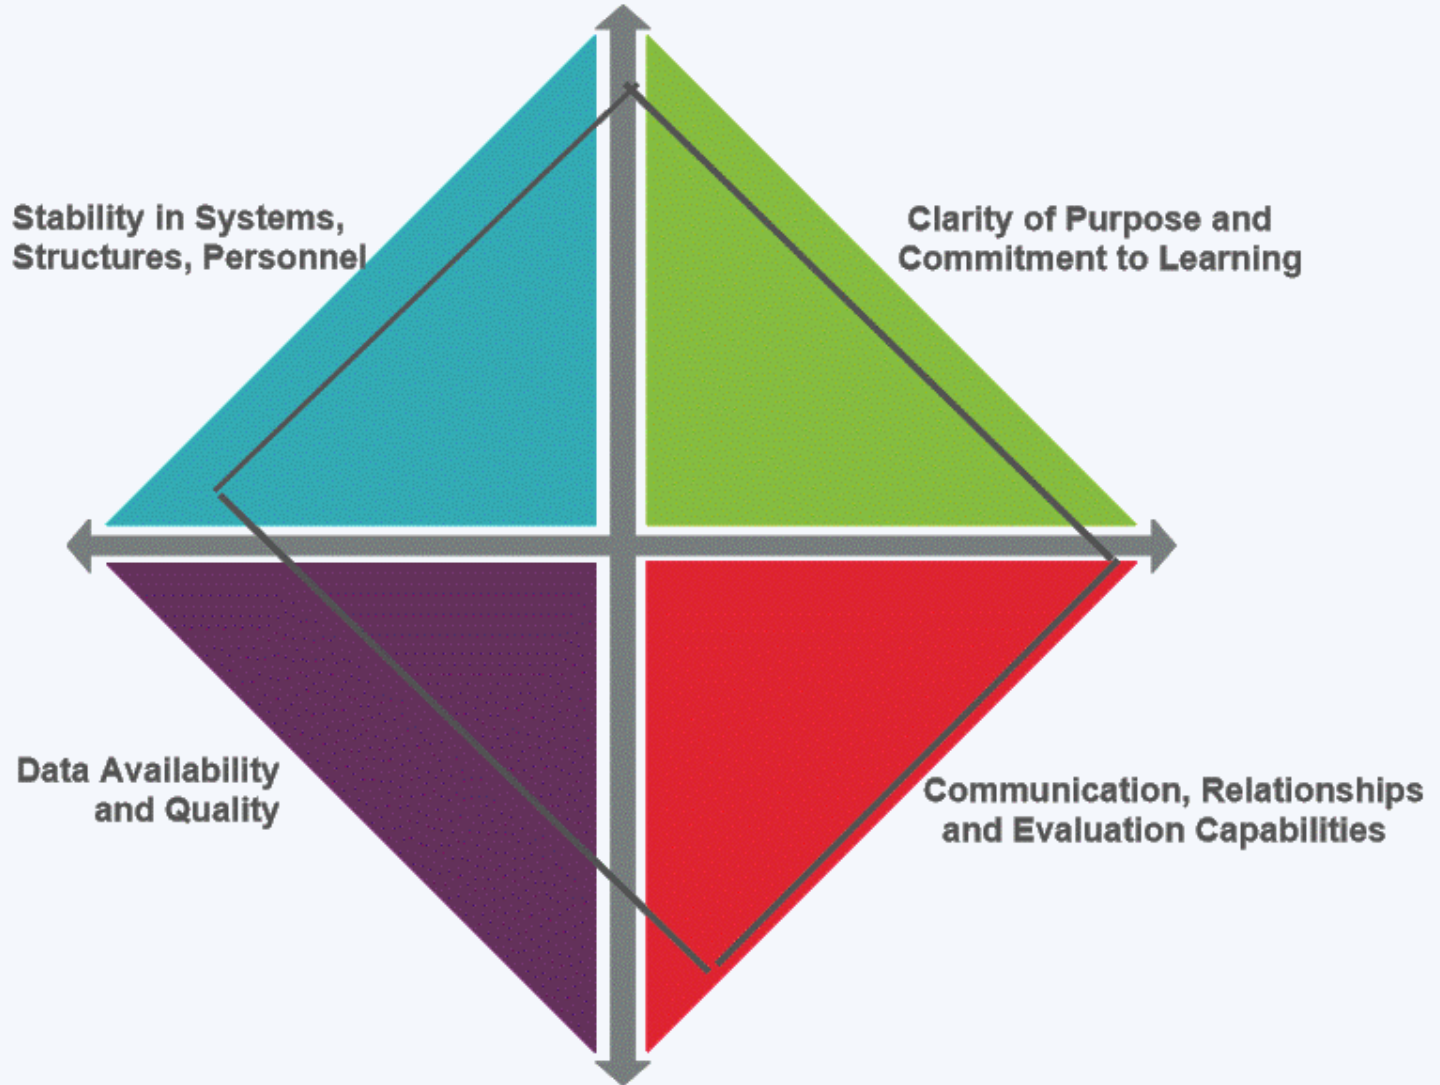 Stability in Systems,
Structures, Personnel
Clarity of Purpose and
Commitment to Learning
Data Availability
and Quality
Communication, Relationships
and Evaluation Capabilities